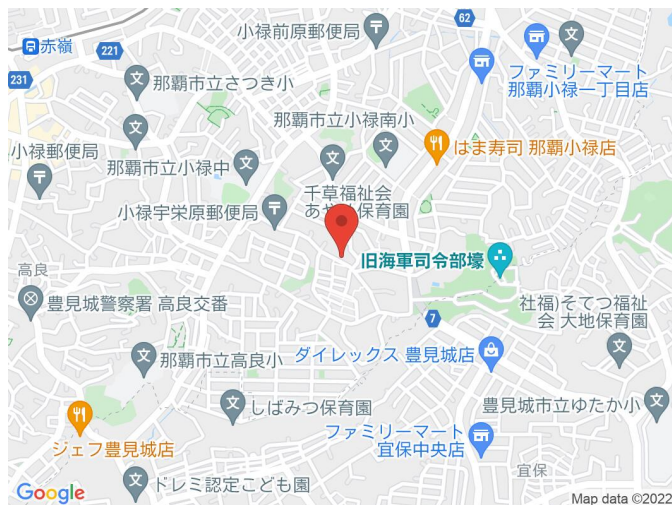 小禄前原郵便局
62
赤嶺
221
231
那覇市立さつき小
ファミリーマート
那覇小禄一丁目店
那覇市立小禄南小
はま寿司 那覇小禄店
小禄郵便局
那覇市立小禄中
千草福祉会
保育園
小禄宇栄原郵便局
旧海軍司令部壕
高良
豊見城警察署 高良交番
社福)そてつ福祉
会 大地保育園
7
那覇市立高良小
ダイレックス 豊見城店
しばみつ保育園
豊見城市立ゆたか小
ジェフ豊見城店
ファミリーマート
宜保中央店
宜保
ドレミ認定こども園
Google
Map data ©2022